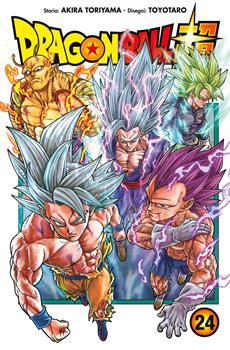 Storia: AKIRA TORIYAMA · Disegni: TOYOTARO
DRAGON BALL
超
24